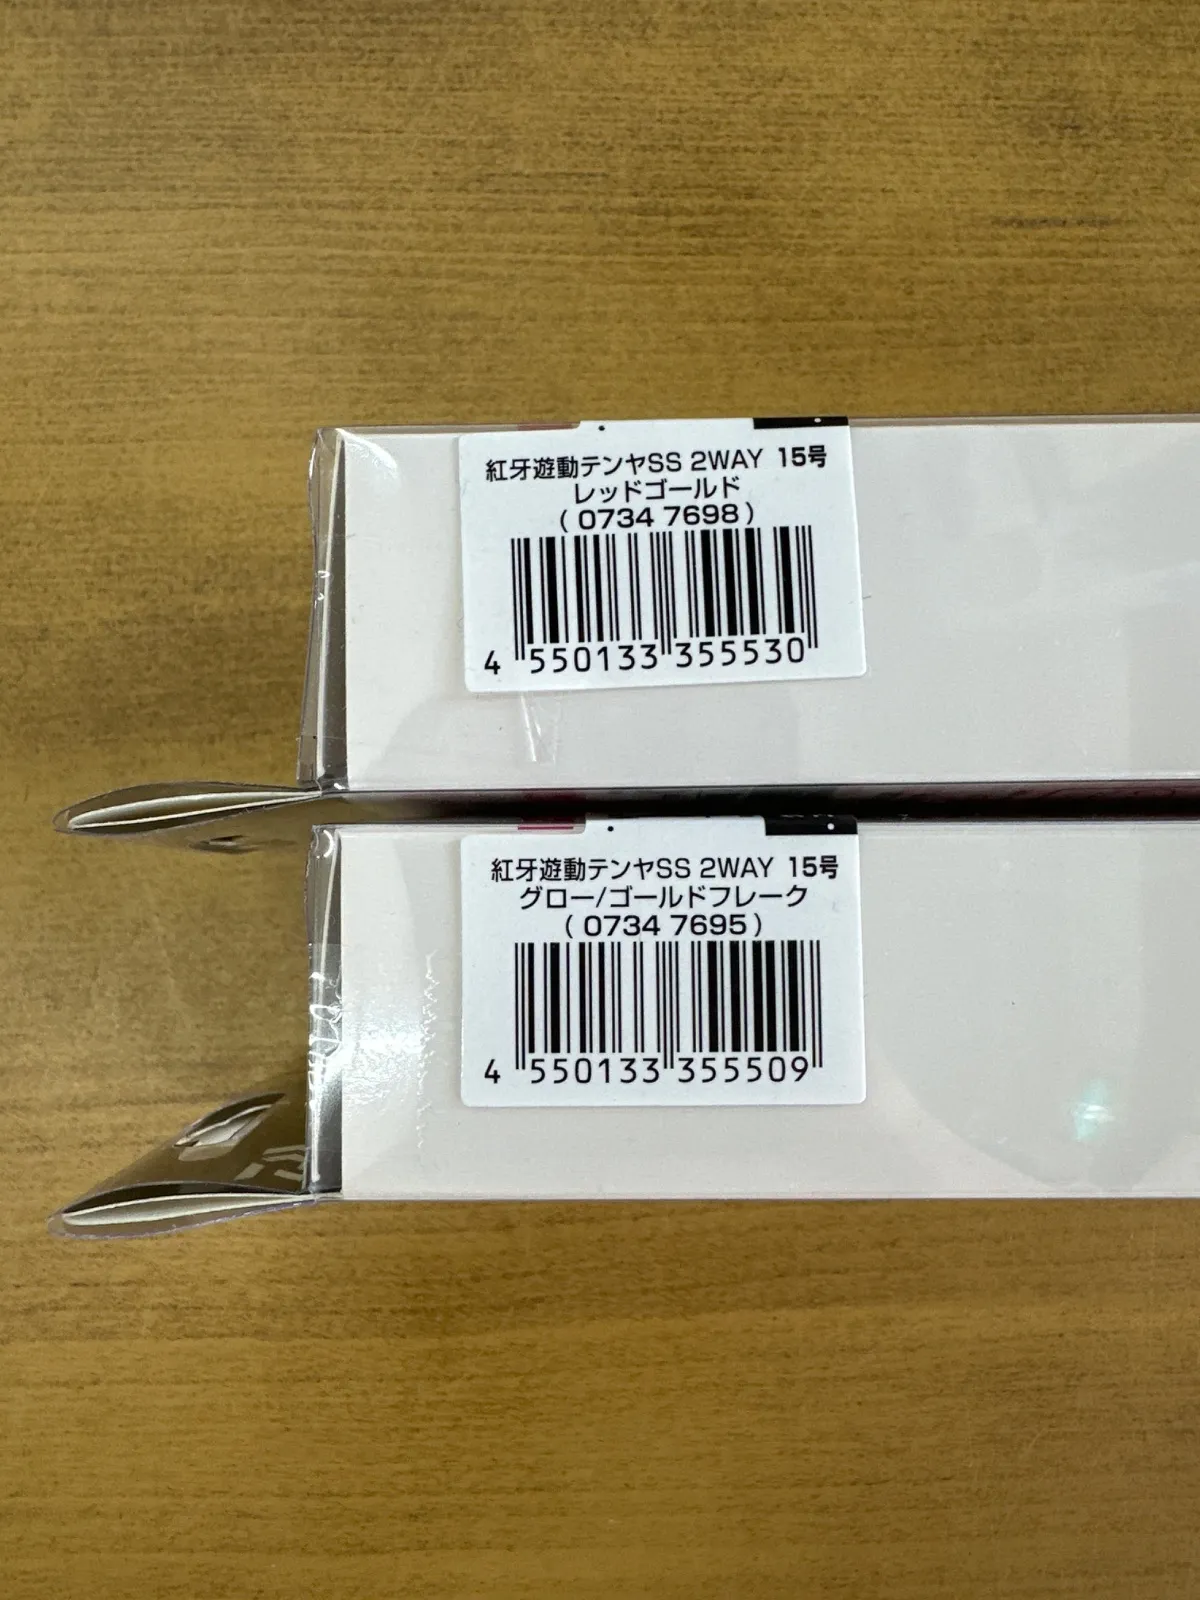 紅牙遊動テンヤSS 2WAY 15号
レッドゴールド
( 0734 7698 )
4 550133 355530
紅牙遊動テンヤSS 2WAY 15号
グロー/ゴールドフレーク
( 0734 7695 )
4 550133 355509